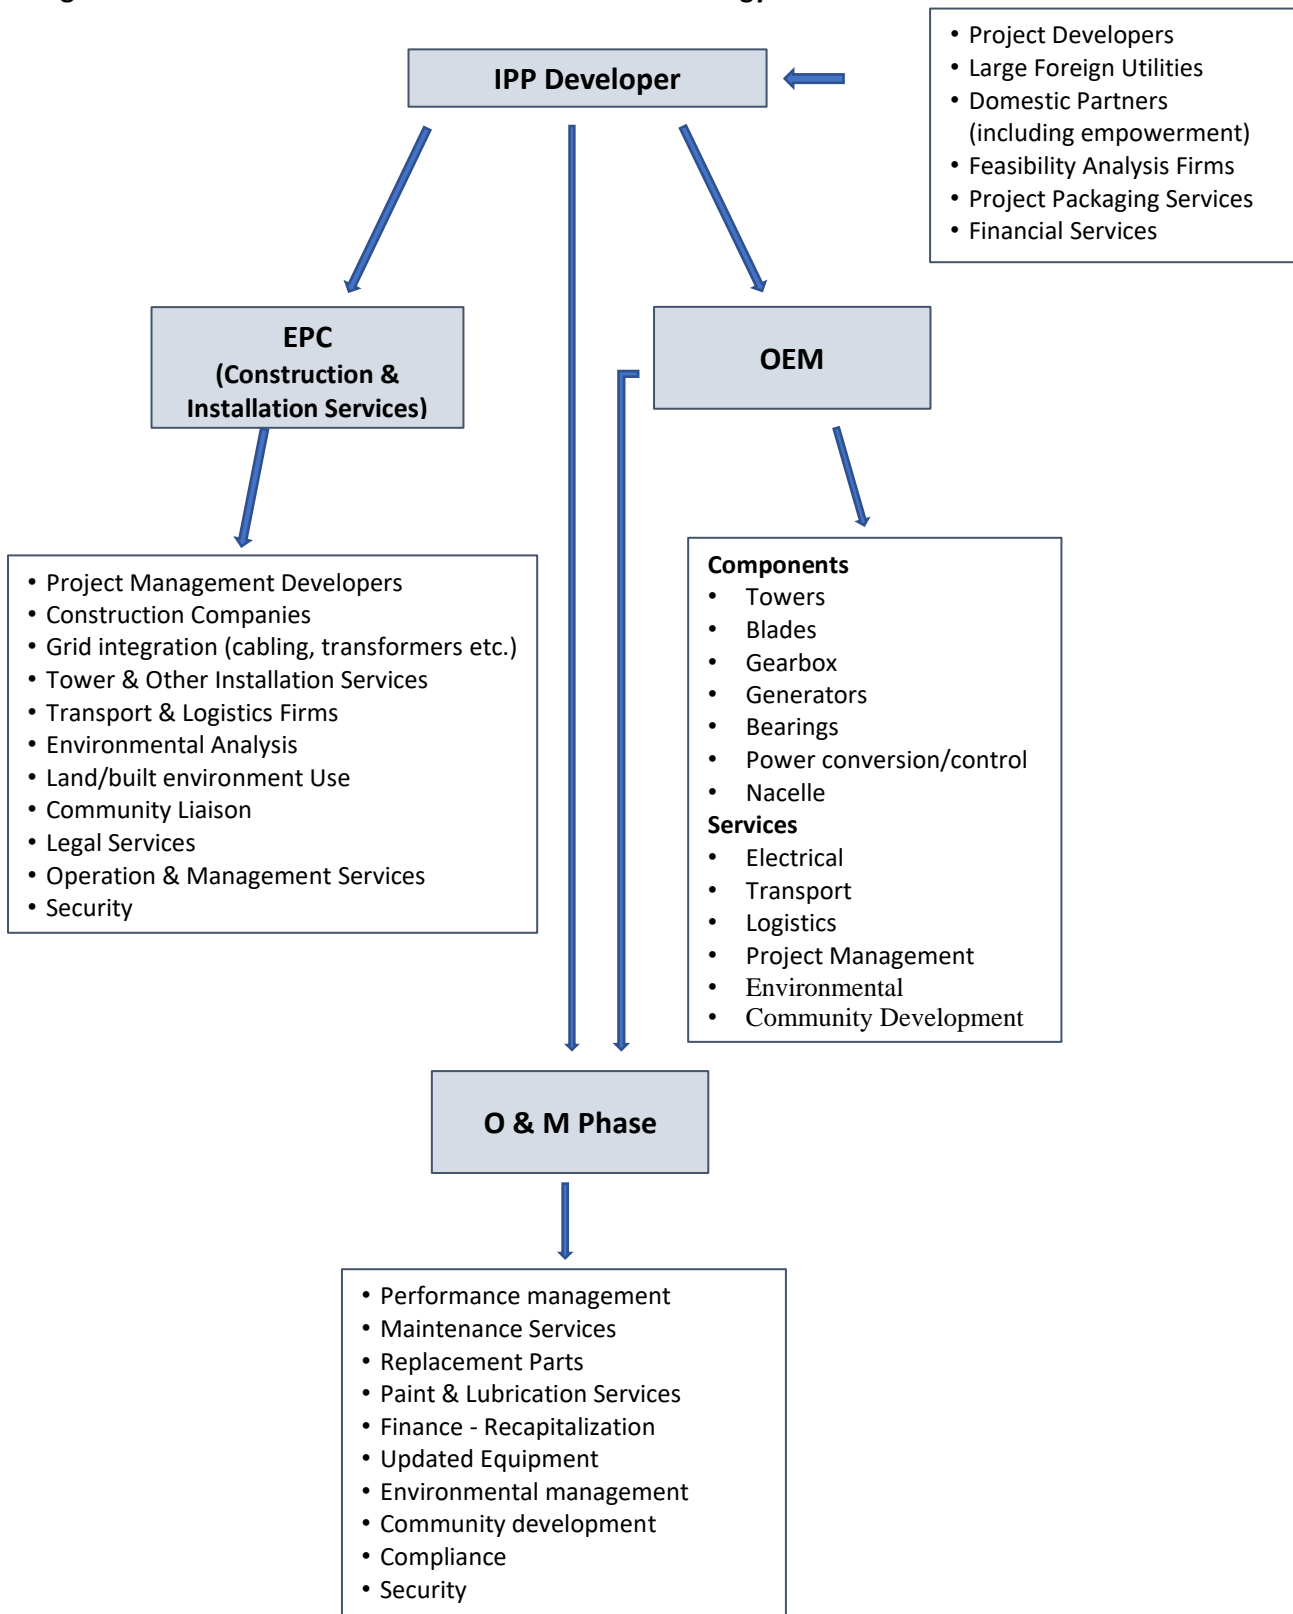 IPP Developer
• Project Developers
• Large Foreign Utilities
• Domestic Partners
(including empowerment)
• Feasibility Analysis Firms
• Project Packaging Services
• Financial Services
EPC
(Construction &
Installation Services)
OEM
• Project Management Developers
• Construction Companies
• Grid integration (cabling, transformers etc.)
• Tower & Other Installation Services
• Transport & Logistics Firms
• Environmental Analysis
• Land/built environment Use
• Community Liaison
• Legal Services
• Operation & Management Services
• Security
Components
• Towers
• Blades
• Gearbox
• Generators
• Bearings
• Power conversion/control
• Nacelle
Services
• Electrical
• Transport
• Logistics
• Project Management
• Environmental
• Community Development
O & M Phase
• Performance management
• Maintenance Services
• Replacement Parts
• Paint & Lubrication Services
• Finance - Recapitalization
• Updated Equipment
• Environmental management
• Community development
• Compliance
• Security